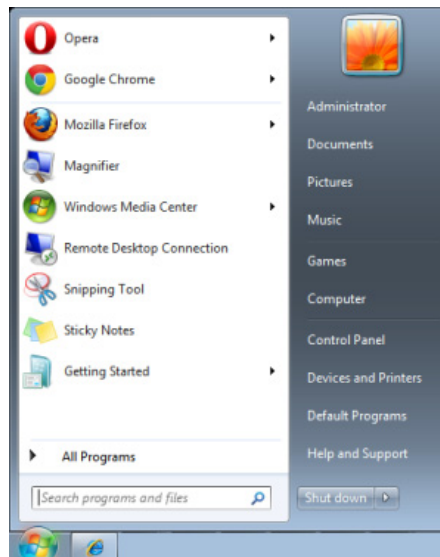 Opera
Google Chrome
Mozilla Firefox
Magnifier
Windows Media Center
Remote Desktop Connection
Snipping Tool
Sticky Notes
Getting Started
All Programs
Search programs and files
Administrator
Documents
Pictures
Music
Games
Computer
Control Panel
Devices and Printers
Default Programs
Help and Support
Shut down